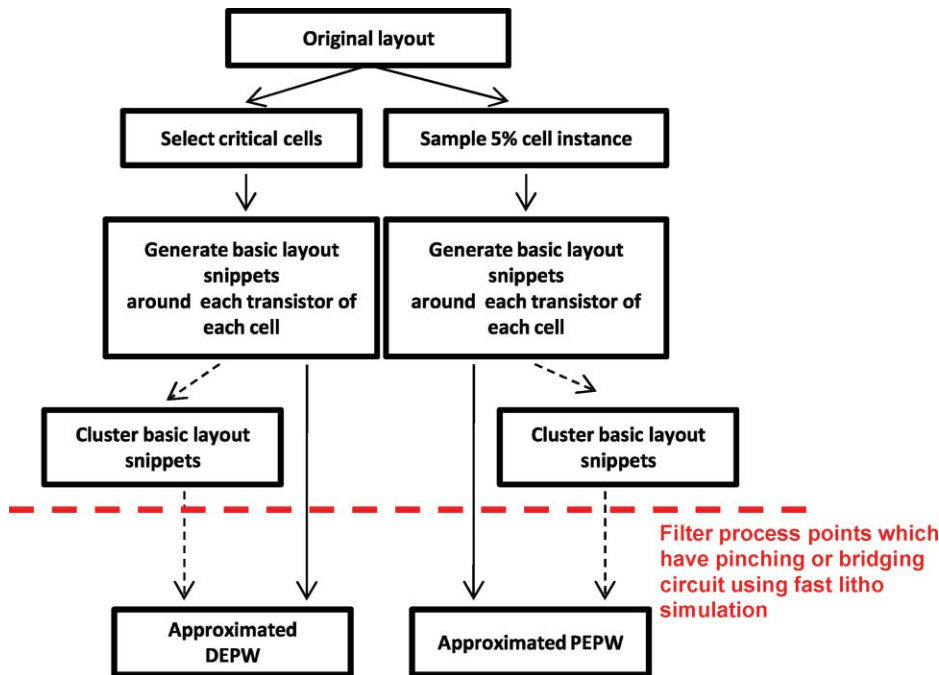 Original layout
Select critical cells
Sample 5% cell instance
Generate basic layout
snippets
around each transistor of
each cell
Generate basic layout
snippets
around each transistor of
each cell
Cluster basic layout
snippets
Cluster basic layout
snippets
Filter process points which
have pinching or bridging
circuit using fast litho
simulation
Approximated
DEPW
Approximated PEPW